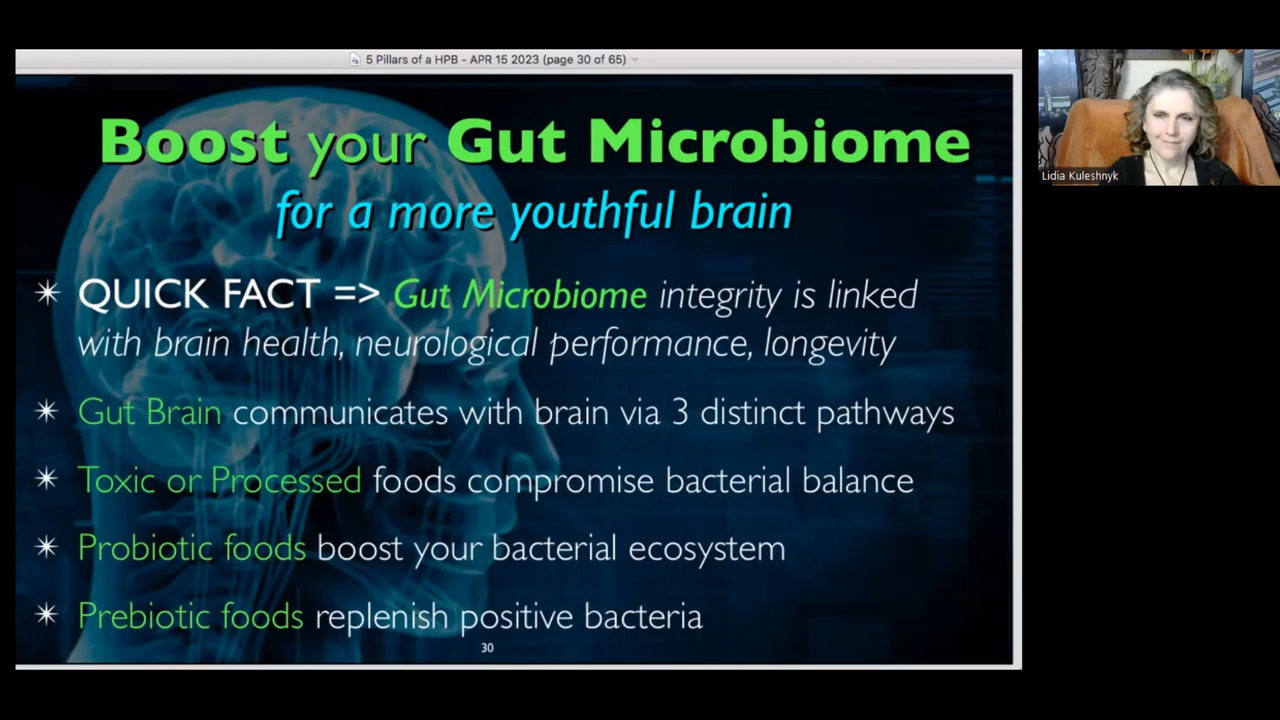 5 Pillars of a HPB - APR 15 2023 (page 30 of 65)
Boost your Gut Microbiome
for a more youthful brain
QUICK FACT => Gut Microbiome integrity is linked
with brain health, neurological performance, longevity
Gut Brain communicates with brain via 3 distinct pathways
Toxic or Processed foods compromise bacterial balance
Probiotic foods boost your bacterial ecosystem
Prebiotic foods replenish positive bacteria
30
Lidia Kuleshnyk